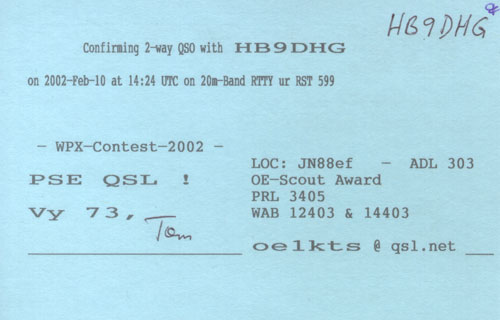 HB9DHG
Confirming 2-way QSO with HB9DHG
on 2002-Feb-10 at 14:24 UTC on 20m-Band RTTY ur RST 599
- WPX-Contest-2002 -
PSE QSL !
Vy 73, Tom
LOC: JN88ef - ADL 303
OE-Scout Award
PRL 3405
WAB 12403 & 14403
oe1kts @ qsl.net